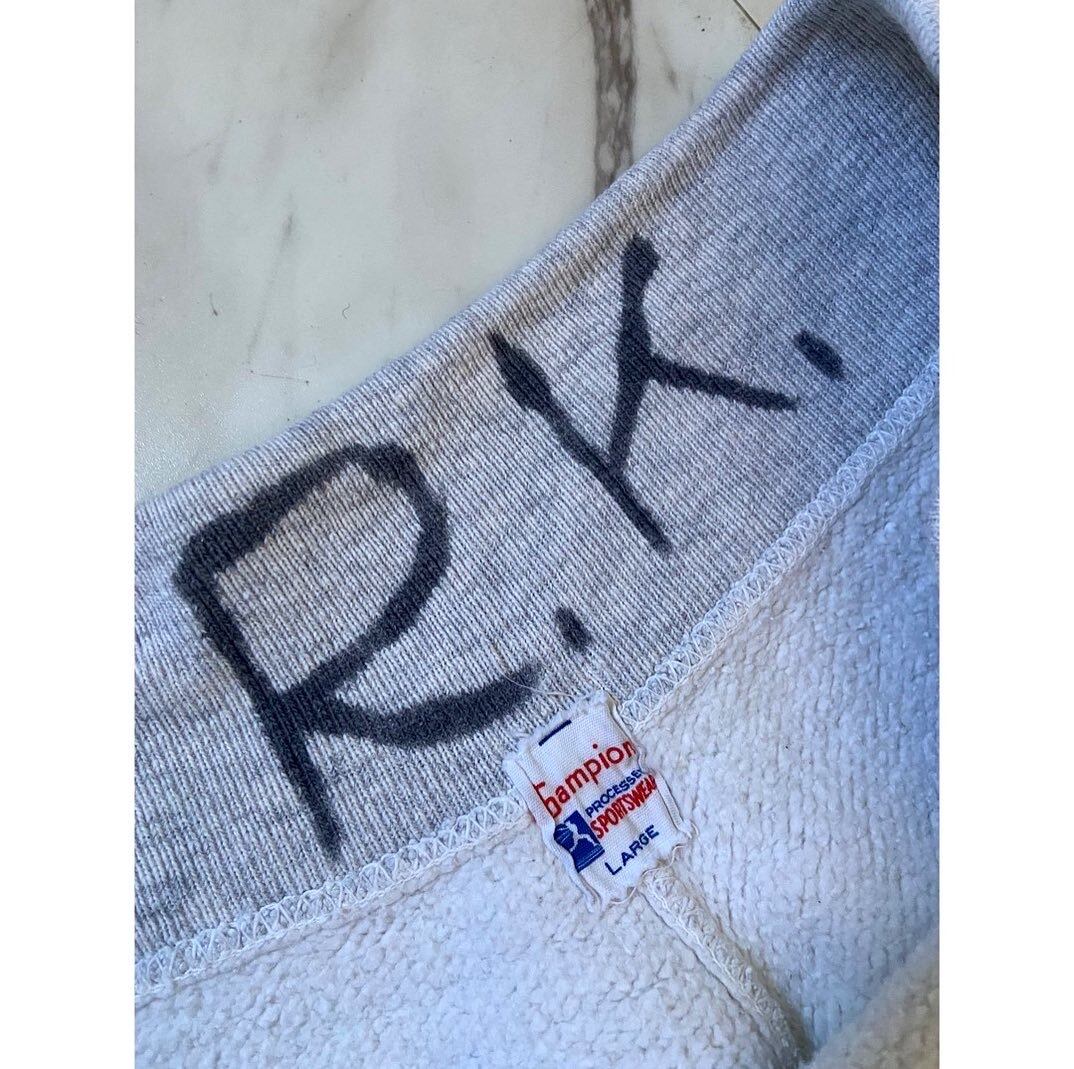 R.K.
Champion
PROCESSED
SPORTSWEAR
LARGE